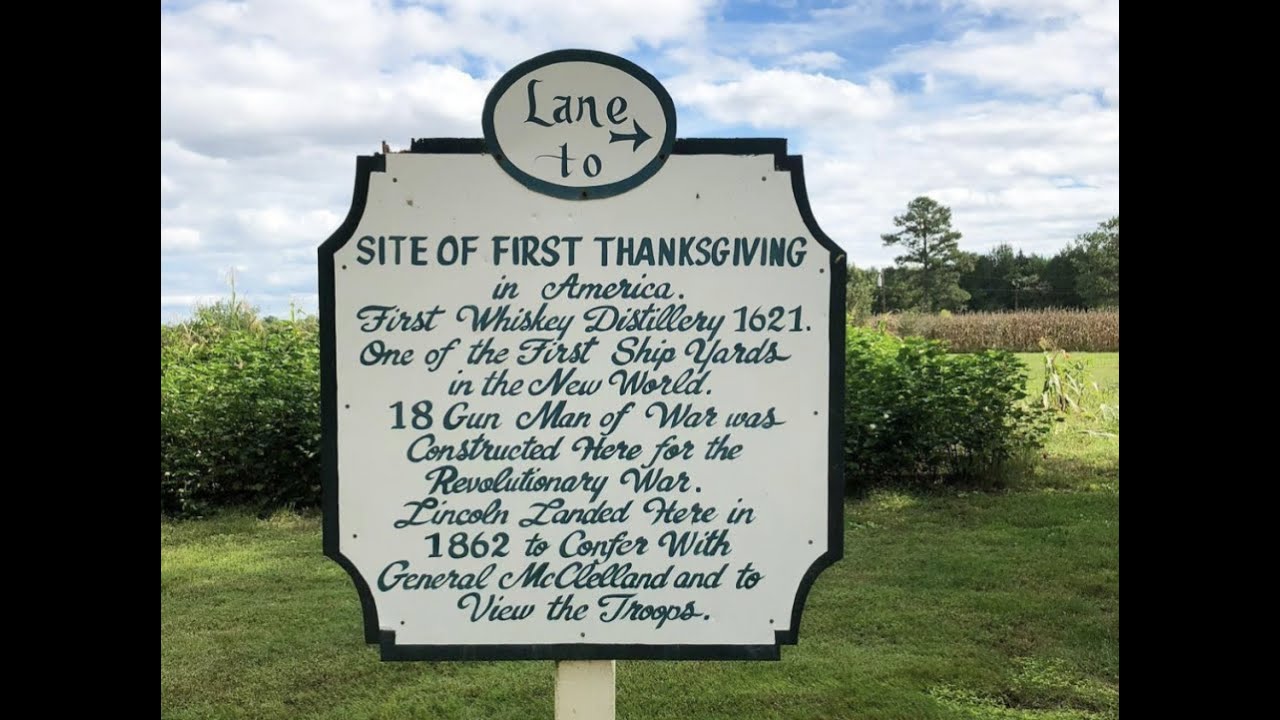 Lane
to
SITE OF FIRST THANKSGIVING
in America.
First Whiskey Distillery 1621.
One of the First Ship Yards
in the New World.
18 Gun Man of War was
Constructed Here for the
Revolutionary War.
Lincoln Landed Here in
1862 to Confer With
General McClelland and to
View the Troops.